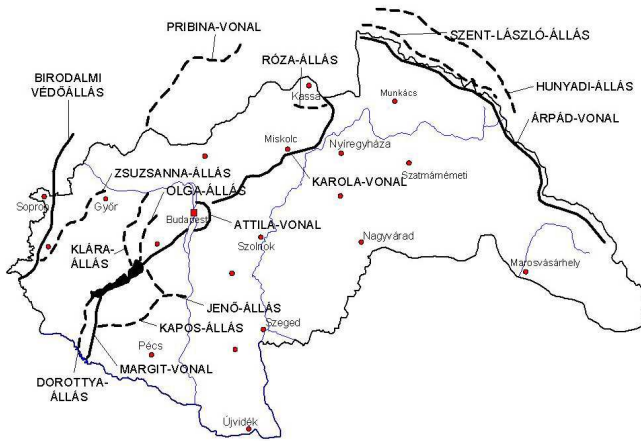 PRIBINA-VONAL
SZENT-LÁSZLÓ-ÁLLÁS
RÓZA-ÁLLÁS
BIRODALMI
VÉDŐÁLLÁS
HUNYADI-ÁLLÁS
Kassa
Munkács
ÁRPÁD-VONAL
Miskolc
Nyíregyháza
ZSUZSANNA-ÁLLÁS
Szatmárnémeti
OLGA-ÁLLÁS
KAROLA-VONAL
Sopron
Győr
Budapest
ATTILA-VONAL
KLÁRA-
ÁLLÁS
Szolnok
Nagyvárad
Marosvásárhely
JENŐ-ÁLLÁS
KAPOS-ÁLLÁS
Szeged
Pécs
MARGIT-VONAL
DOROTTYA-
ÁLLÁS
Újvidék